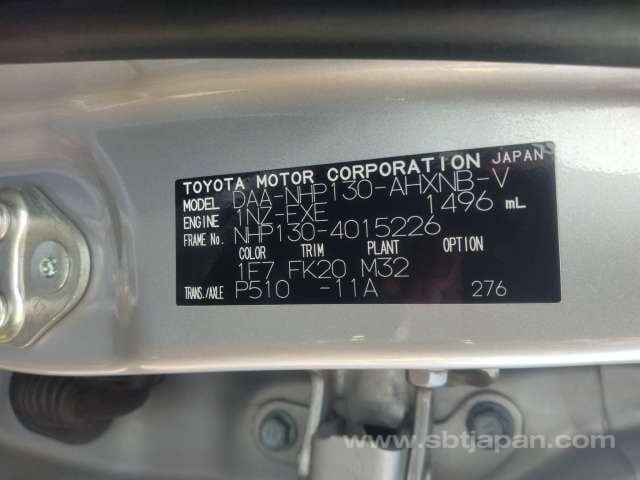 TOYOTA MOTOR CORPORATION JAPAN
MODEL DAA-NHP130-AHXNB-V
ENGINE 1NZ-FXE 1496 mL
FRAME No. NHP130-4015226
COLOR TRIM PLANT OPTION
1F7 FK20 M32
TRANS./AXLE P510 -11A 276
www.sbtjapan.com